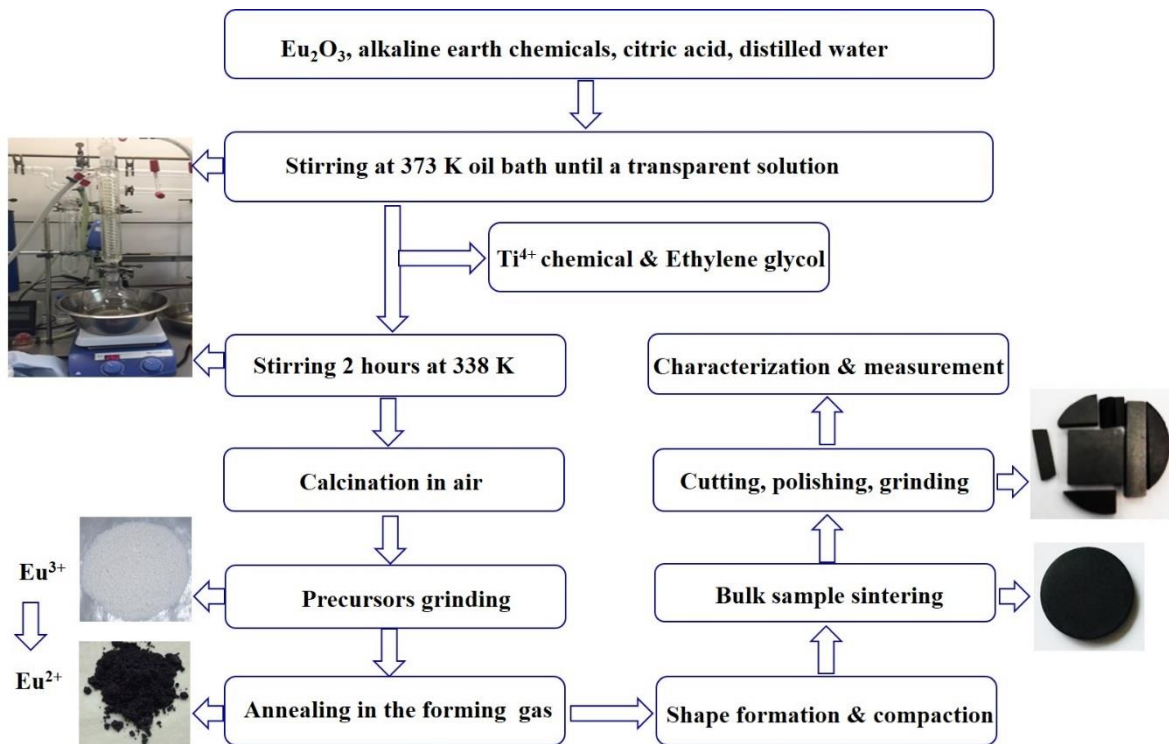 Eu₂O₃, alkaline earth chemicals, citric acid, distilled water
Stirring at 373 K oil bath until a transparent solution
Ti⁴⁺ chemical & Ethylene glycol
Stirring 2 hours at 338 K
Calcination in air
Eu³⁺
Precursors grinding
Eu²⁺
Annealing in the forming gas
Shape formation & compaction
Bulk sample sintering
Cutting, polishing, grinding
Characterization & measurement